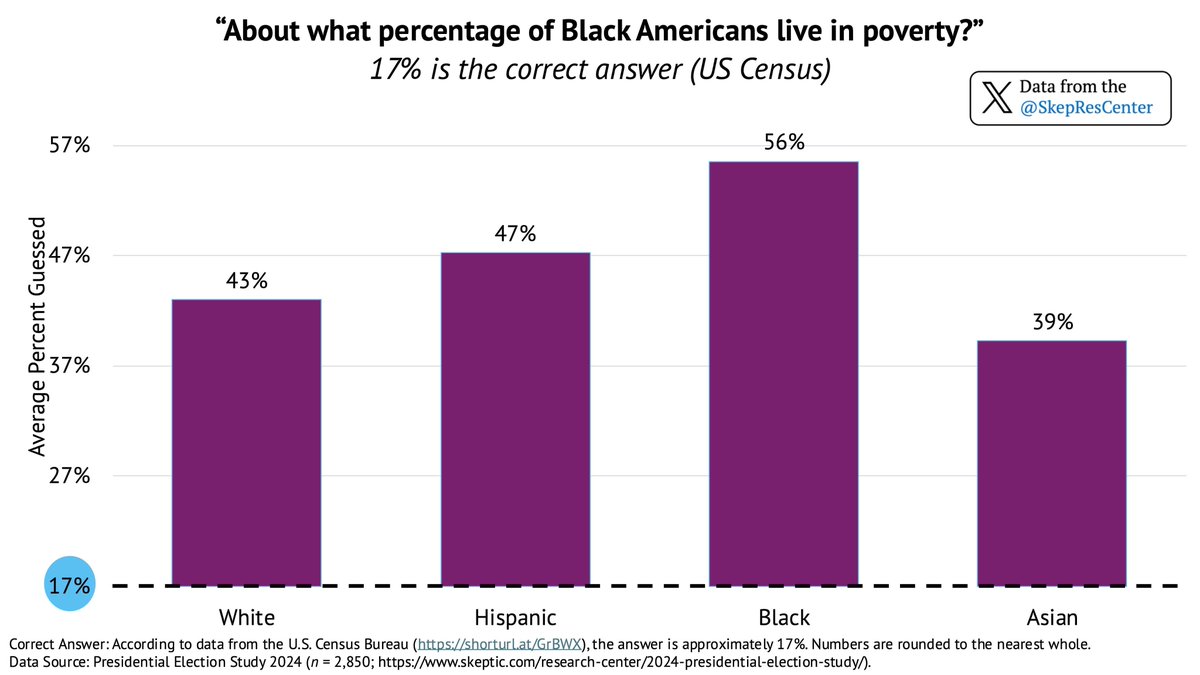 “About what percentage of Black Americans live in poverty?”
17% is the correct answer (US Census)
Data from the
@SkepResCenter
Average Percent Guessed
57%
47%
37%
27%
17%
43%
47%
56%
39%
White
Hispanic
Black
Asian
Correct Answer: According to data from the U.S. Census Bureau (https://shorturl.at/GrBWX), the answer is approximately 17%. Numbers are rounded to the nearest whole.
Data Source: Presidential Election Study 2024 (n = 2,850; https://www.skeptic.com/research-center/2024-presidential-election-study/).